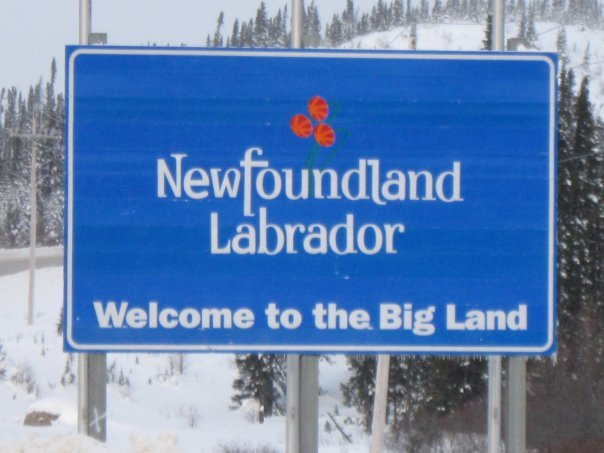 Newfoundland
Labrador
Welcome to the Big Land